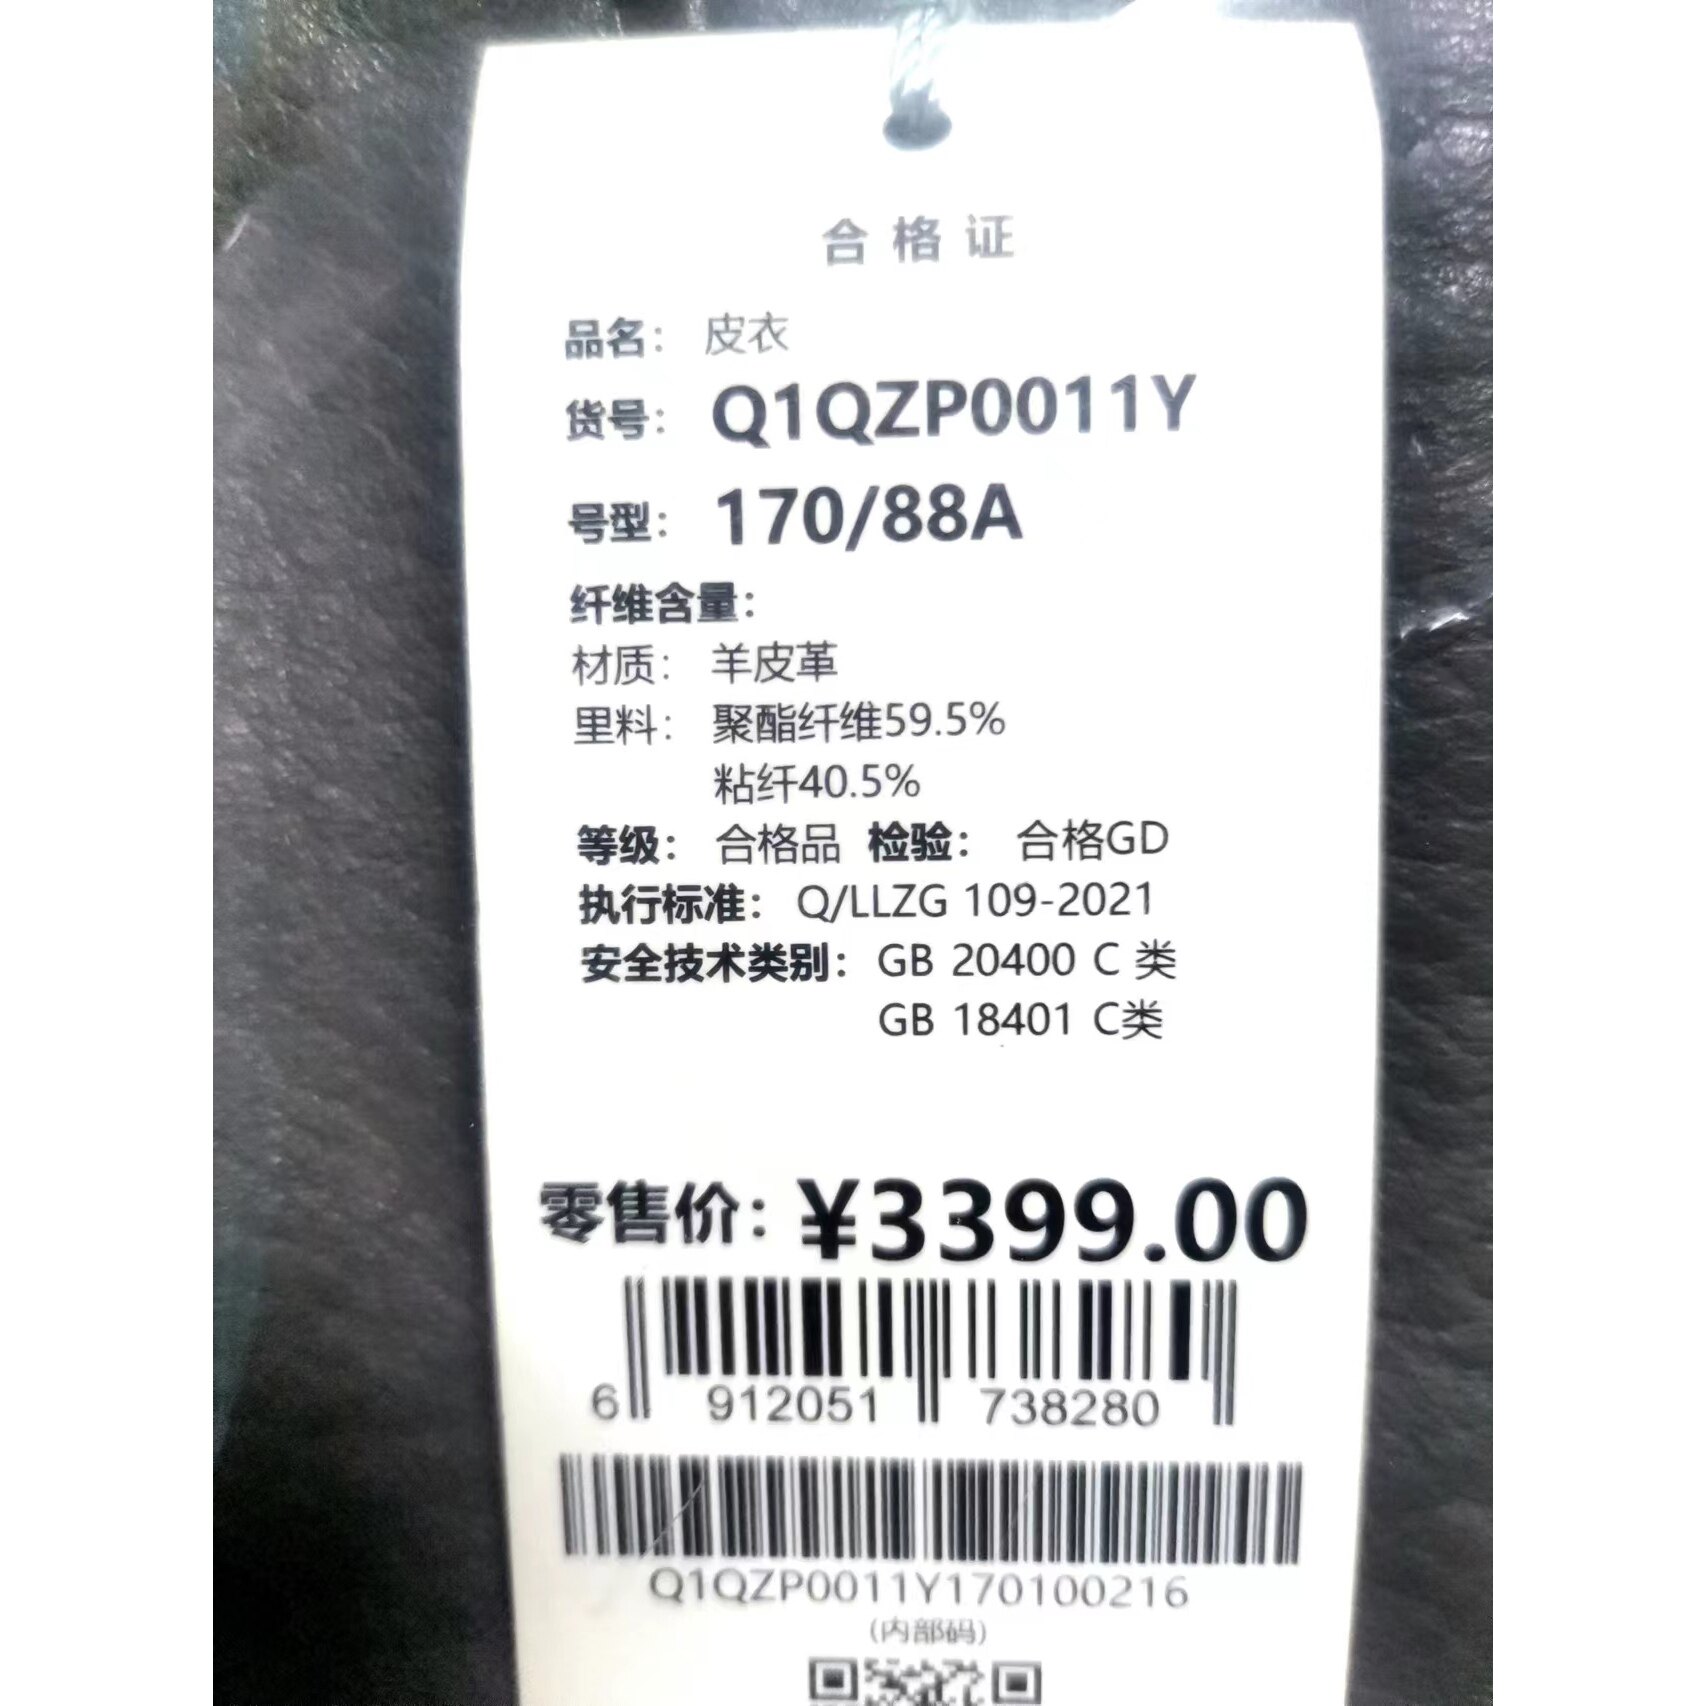 合格证
品名： 皮衣
货号： Q1QZP0011Y
号型： 170/88A
纤维含量：
材质： 羊皮革
里料： 聚酯纤维59.5%
粘纤40.5%
等级： 合格品 检验： 合格GD
执行标准： Q/LLZG 109-2021
安全技术类别： GB 20400 C 类
GB 18401 C类
零售价：¥3399.00
6 912051 738280
Q1QZP0011Y170100216
(内部码)